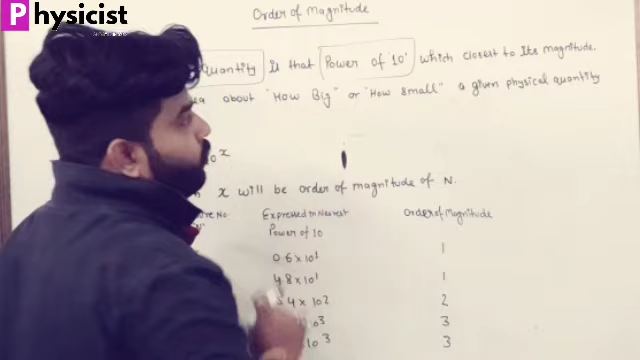 Physicist
Order of Magnitude
Quantity Is that Power of '10' which closest to Its magnitude.
about "How Big" or "How small" a given physical quantity
x
x will be order of magnitude of N.
No Expressed In Nearest Order of Magnitude
Power of 10
0.6 x 10¹ 1
4.8 x 10¹ 1
4 x 10² 2
10³ 3
10³ 3